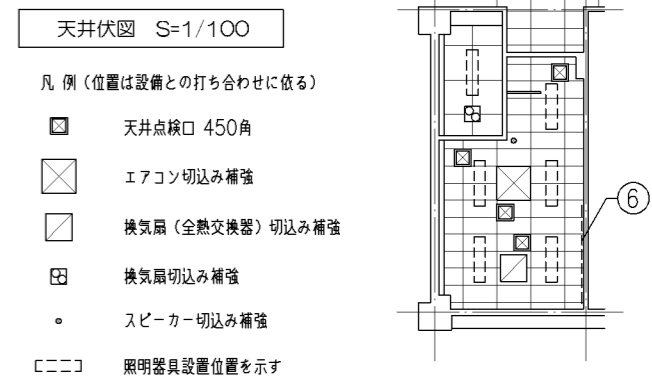 天井伏図 S=1/100
凡 例(位置は設備との打ち合わせに依る)
天井点検口 450角
エアコン切込み補強
換気扇(全熱交換器)切込み補強
換気扇切込み補強
スピーカー切込み補強
照明器具設置位置を示す
6